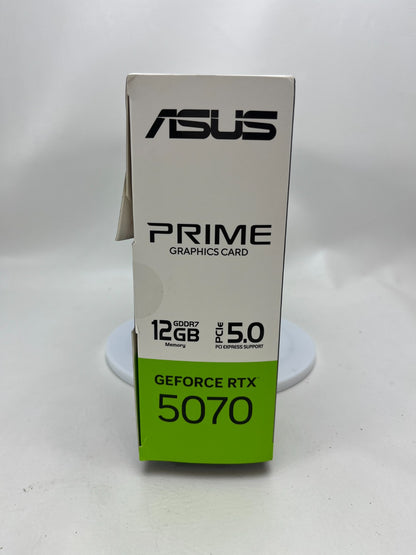 ASUS
PRIME
GRAPHICS CARD
12GB GDDR7 Memory
PCIe 5.0 PCI EXPRESS SUPPORT
GEFORCE RTX
5070